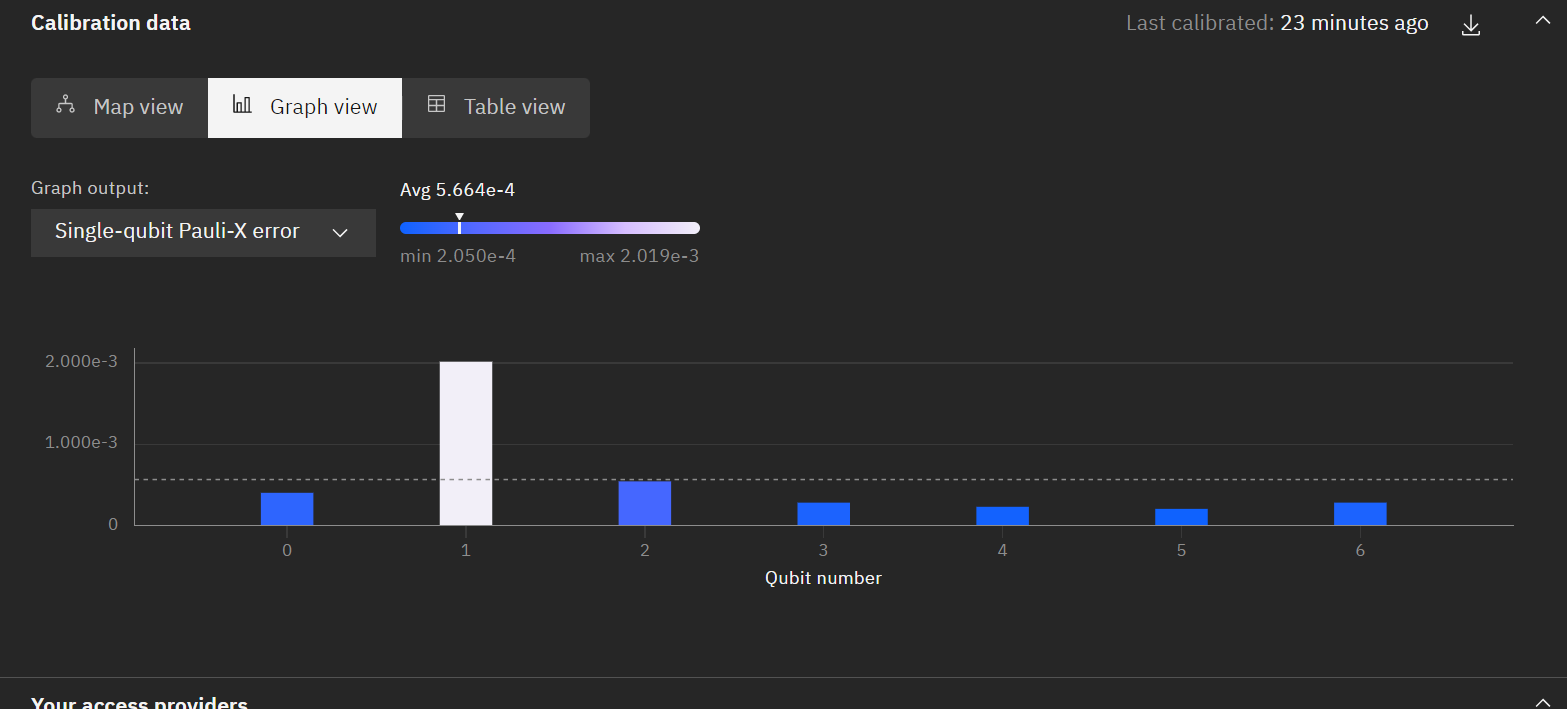 Calibration data
Last calibrated: 23 minutes ago
Map view
Graph view
Table view
Graph output:
Single-qubit Pauli-X error
Avg 5.664e-4
min 2.050e-4
max 2.019e-3
2.000e-3
1.000e-3
0
0 1 2 3 4 5 6
Qubit number
Your access providers